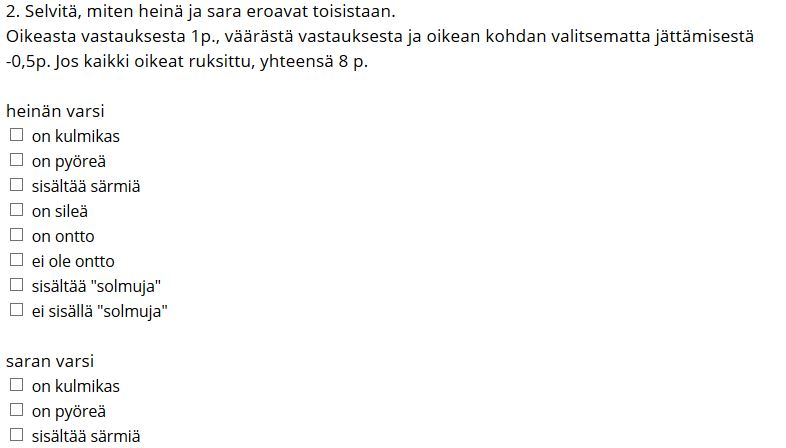 2. Selvitä, miten heinä ja sara eroavat toisistaan.
Oikeasta vastauksesta 1p., väärästä vastauksesta ja oikean kohdan valitsematta jättämisestä
-0,5p. Jos kaikki oikeat ruksittu, yhteensä 8 p.
heinän varsi
on kulmikas
on pyöreä
sisältää särmiä
on sileä
on ontto
ei ole ontto
sisältää "solmuja"
ei sisällä "solmuja"
saran varsi
on kulmikas
on pyöreä
sisältää särmiä